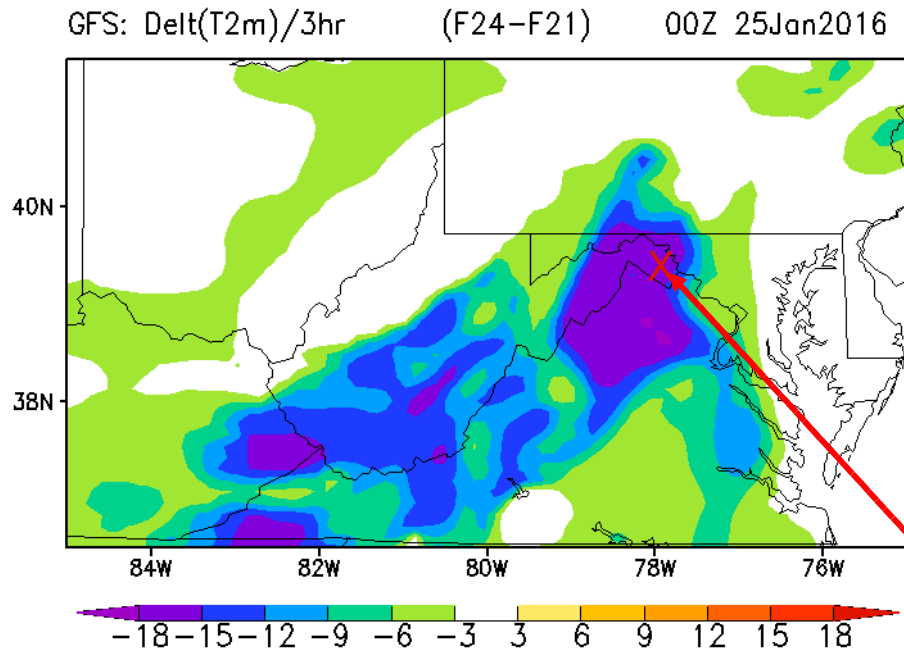 GFS: Delt(T2m)/3hr (F24-F21) 00Z 25Jan2016
40N
38N
84W 82W 80W 78W 76W
-18 -15 -12 -9 -6 -3 3 6 9 12 15 18